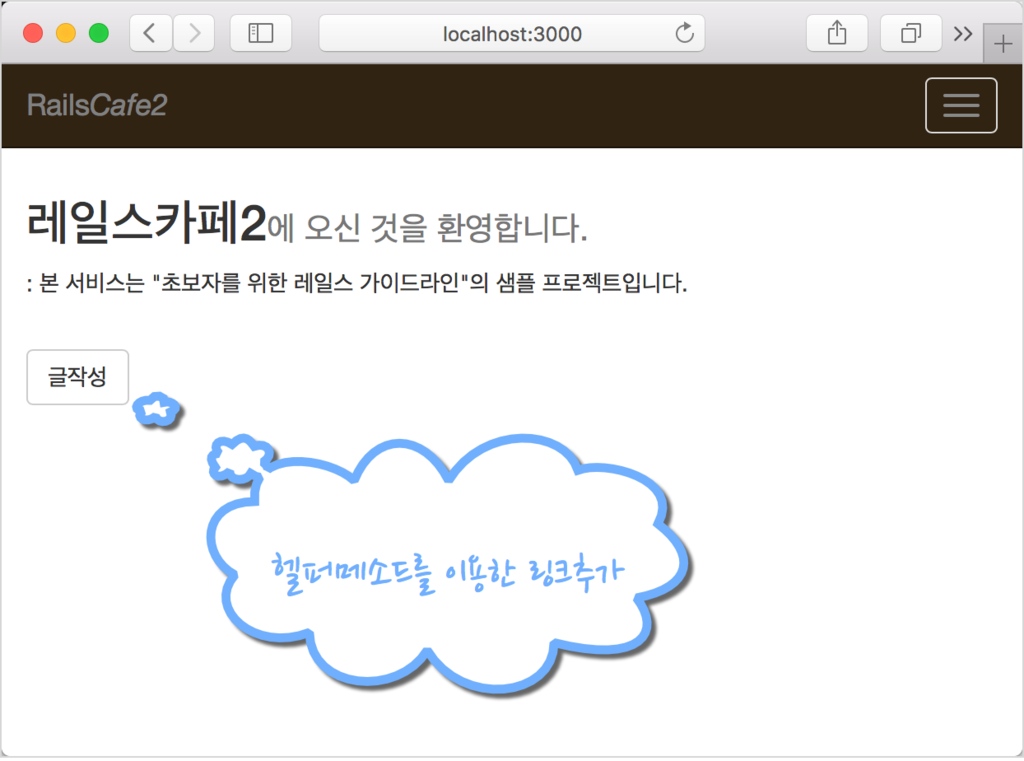 localhost:3000
RailsCafe2
레일스카페2에 오신 것을 환영합니다.
: 본 서비스는 "초보자를 위한 레일스 가이드라인"의 샘플 프로젝트입니다.
글작성
헬퍼메소드를 이용한 링크추가